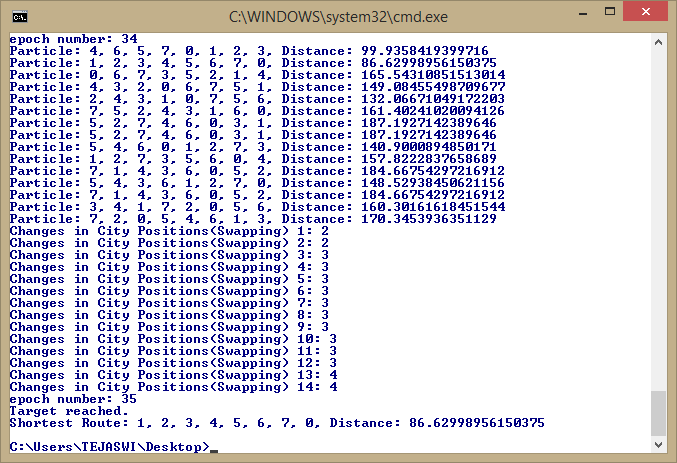 C:\WINDOWS\system32\cmd.exe
epoch number: 34
Particle: 4, 6, 5, 7, 0, 1, 2, 3, Distance: 99.9358419399716
Particle: 1, 2, 3, 4, 5, 6, 7, 0, Distance: 86.62998956150375
Particle: 0, 6, 7, 3, 5, 2, 1, 4, Distance: 165.54310851513014
Particle: 4, 3, 2, 0, 6, 7, 5, 1, Distance: 149.08455498709677
Particle: 2, 4, 3, 1, 0, 7, 5, 6, Distance: 132.06671049172203
Particle: 7, 5, 2, 4, 3, 1, 6, 0, Distance: 161.40241020094126
Particle: 5, 2, 7, 4, 6, 0, 3, 1, Distance: 187.1927142389646
Particle: 5, 2, 7, 4, 6, 0, 3, 1, Distance: 187.1927142389646
Particle: 5, 4, 6, 0, 1, 2, 7, 3, Distance: 140.9000894850171
Particle: 1, 2, 7, 3, 5, 6, 0, 4, Distance: 157.8222837658689
Particle: 7, 1, 4, 3, 6, 0, 5, 2, Distance: 184.66754297216912
Particle: 5, 4, 3, 6, 1, 2, 7, 0, Distance: 148.52938450621156
Particle: 7, 1, 4, 3, 6, 0, 5, 2, Distance: 184.66754297216912
Particle: 3, 4, 1, 7, 2, 0, 5, 6, Distance: 160.30161618451544
Particle: 7, 2, 0, 5, 4, 6, 1, 3, Distance: 170.3453936351129
Changes in City Positions(Swapping) 1: 2
Changes in City Positions(Swapping) 2: 2
Changes in City Positions(Swapping) 3: 3
Changes in City Positions(Swapping) 4: 3
Changes in City Positions(Swapping) 5: 3
Changes in City Positions(Swapping) 6: 3
Changes in City Positions(Swapping) 7: 3
Changes in City Positions(Swapping) 8: 3
Changes in City Positions(Swapping) 9: 3
Changes in City Positions(Swapping) 10: 3
Changes in City Positions(Swapping) 11: 3
Changes in City Positions(Swapping) 12: 3
Changes in City Positions(Swapping) 13: 4
Changes in City Positions(Swapping) 14: 4
epoch number: 35
Target reached.
Shortest Route: 1, 2, 3, 4, 5, 6, 7, 0, Distance: 86.62998956150375
C:\Users\TEJASWI\Desktop>_